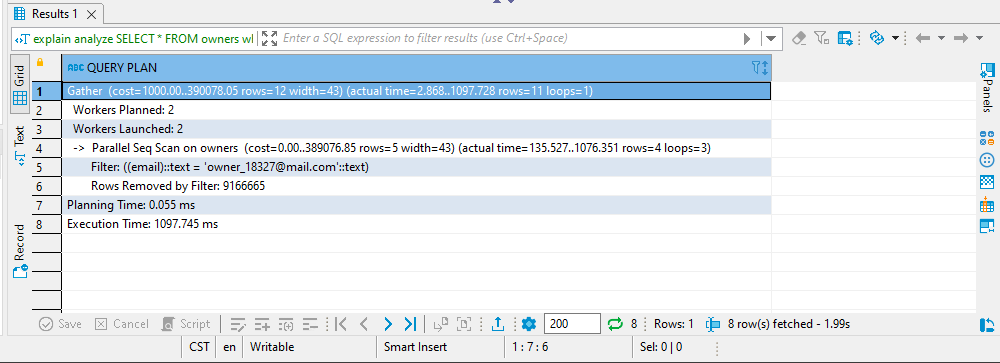 Results 1
explain analyze SELECT * FROM owners wl
Enter a SQL expression to filter results (use Ctrl+Space)
Grid
Text
Record
ABC QUERY PLAN
1 Gather (cost=1000.00..390078.05 rows=12 width=43) (actual time=2.868..1097.728 rows=11 loops=1)
2 Workers Planned: 2
3 Workers Launched: 2
4 -> Parallel Seq Scan on owners (cost=0.00..389076.85 rows=5 width=43) (actual time=135.527..1076.351 rows=4 loops=3)
5 Filter: ((email)::text = 'owner_18327@mail.com'::text)
6 Rows Removed by Filter: 9166665
7 Planning Time: 0.055 ms
8 Execution Time: 1097.745 ms
Panels
Save Cancel Script 200 8 Rows: 1 8 row(s) fetched - 1.99s
CST en Writable Smart Insert 1 : 7 : 6 Sel: 0 | 0